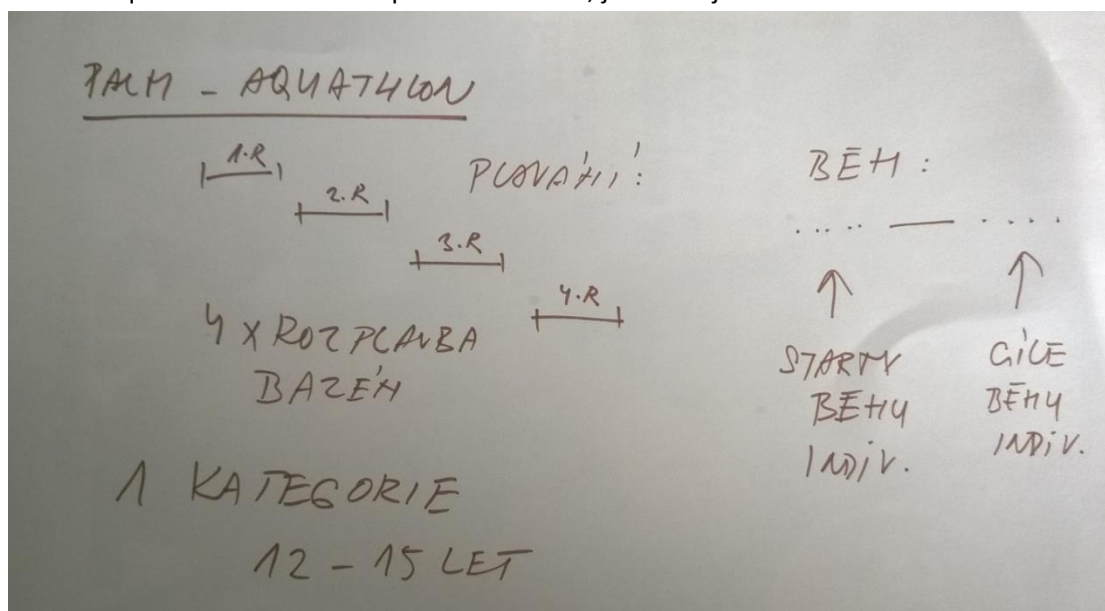 PALM - AQUATHLON
1.R
2.R
3.R
4.R
PLAVÁNÍ:
4 X ROZPLAVBA
BAZÉN
1 KATEGORIE
12 - 15 LET
BĚH:
STARTY
BĚHU
INDIV.
CÍLE
BĚHU
INDIV.